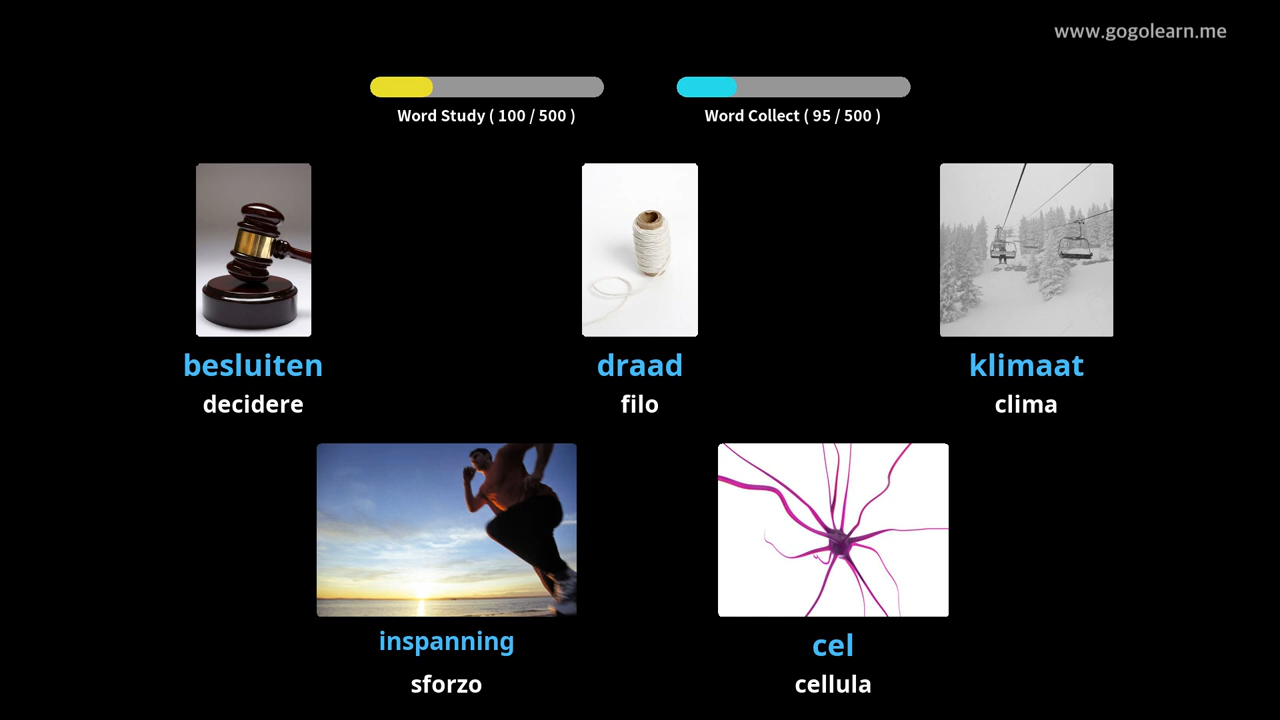 www.gogolearn.me
Word Study ( 100 / 500 )
Word Collect ( 95 / 500 )
besluiten
decidere
draad
filo
klimaat
clima
inspanning
sforzo
cel
cellula